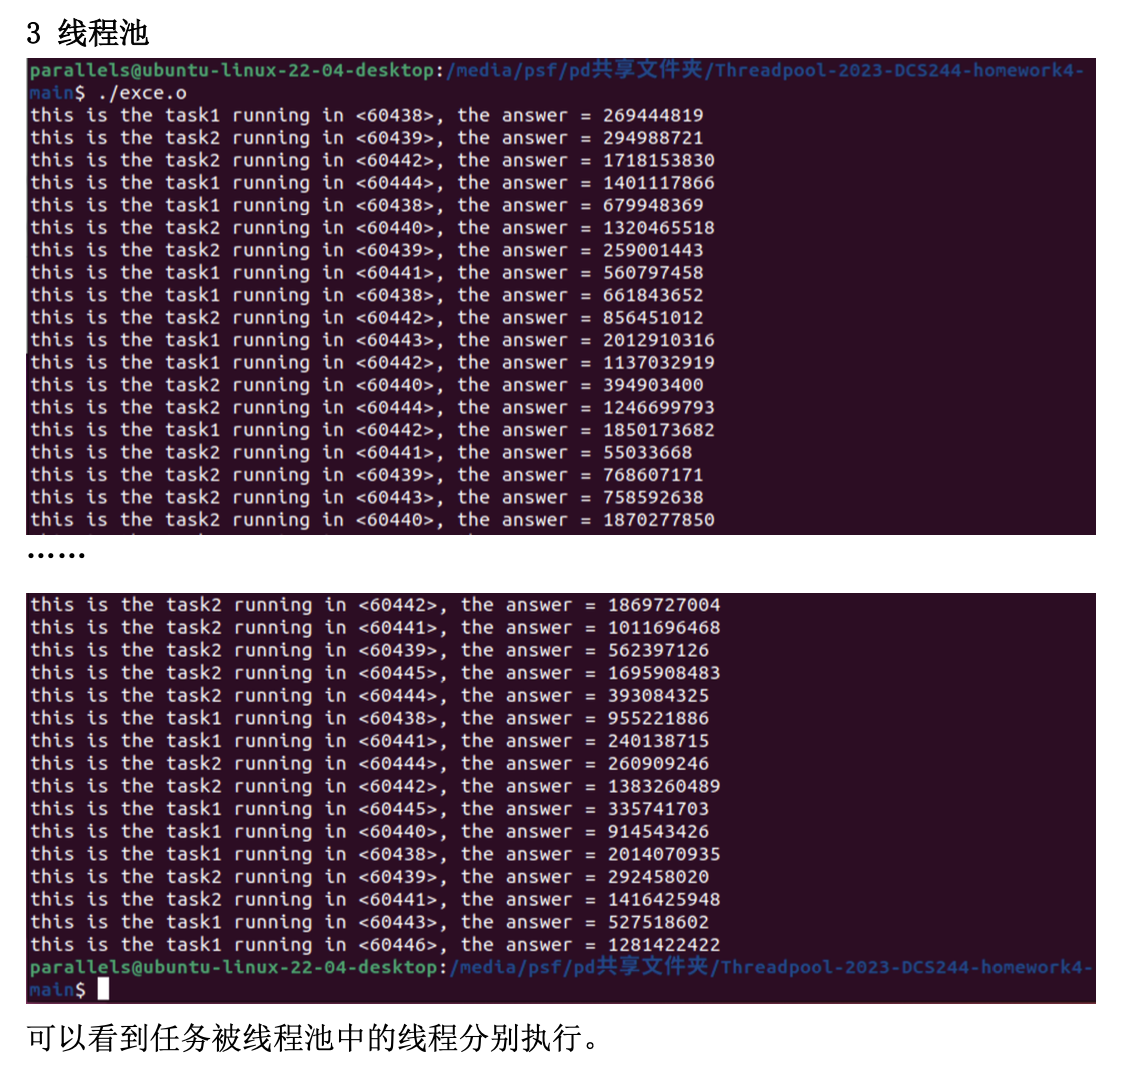 3 线程池
parallels@ubuntu-linux-22-04-desktop:/media/psf/pd共享文件夹/Threadpool-2023-DCS244-homework4-
main$ ./exce.o
this is the task1 running in <60438>, the answer = 269444819
this is the task2 running in <60439>, the answer = 294988721
this is the task2 running in <60442>, the answer = 1718153830
this is the task1 running in <60444>, the answer = 1401117866
this is the task1 running in <60438>, the answer = 679948369
this is the task2 running in <60440>, the answer = 1320465518
this is the task2 running in <60439>, the answer = 259001443
this is the task1 running in <60441>, the answer = 560797458
this is the task1 running in <60438>, the answer = 661843652
this is the task2 running in <60442>, the answer = 856451012
this is the task2 running in <60443>, the answer = 2012910316
this is the task1 running in <60442>, the answer = 1137032919
this is the task2 running in <60440>, the answer = 394903400
this is the task2 running in <60444>, the answer = 1246699793
this is the task1 running in <60442>, the answer = 1850173682
this is the task2 running in <60441>, the answer = 55033668
this is the task2 running in <60439>, the answer = 768607171
this is the task2 running in <60443>, the answer = 758592638
this is the task2 running in <60440>, the answer = 1870277850
……
this is the task2 running in <60442>, the answer = 1869727004
this is the task2 running in <60441>, the answer = 1011696468
this is the task2 running in <60439>, the answer = 562397126
this is the task2 running in <60445>, the answer = 1695908483
this is the task2 running in <60444>, the answer = 393084325
this is the task1 running in <60438>, the answer = 955221886
this is the task1 running in <60441>, the answer = 240138715
this is the task2 running in <60444>, the answer = 260909246
this is the task2 running in <60442>, the answer = 1383260489
this is the task1 running in <60445>, the answer = 335741703
this is the task1 running in <60440>, the answer = 914543426
this is the task1 running in <60438>, the answer = 2014070935
this is the task2 running in <60439>, the answer = 292458020
this is the task2 running in <60441>, the answer = 1416425948
this is the task1 running in <60443>, the answer = 527518602
this is the task1 running in <60446>, the answer = 1281422422
parallels@ubuntu-linux-22-04-desktop:/media/psf/pd共享文件夹/Threadpool-2023-DCS244-homework4-
main$
可以看到任务被线程池中的线程分别执行。